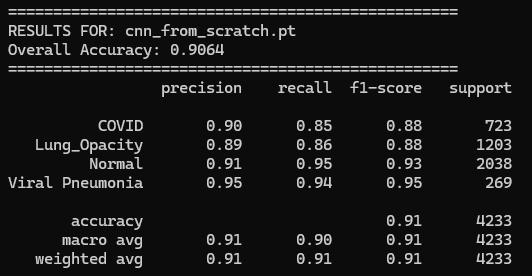 ==================================================
RESULTS FOR: cnn_from_scratch.pt
Overall Accuracy: 0.9064
==================================================
                 precision    recall  f1-score   support

          COVID       0.90      0.85      0.88       723
   Lung_Opacity       0.89      0.86      0.88      1203
         Normal       0.91      0.95      0.93      2038
Viral Pneumonia       0.95      0.94      0.95       269

       accuracy                           0.91      4233
      macro avg       0.91      0.90      0.91      4233
   weighted avg       0.91      0.91      0.91      4233